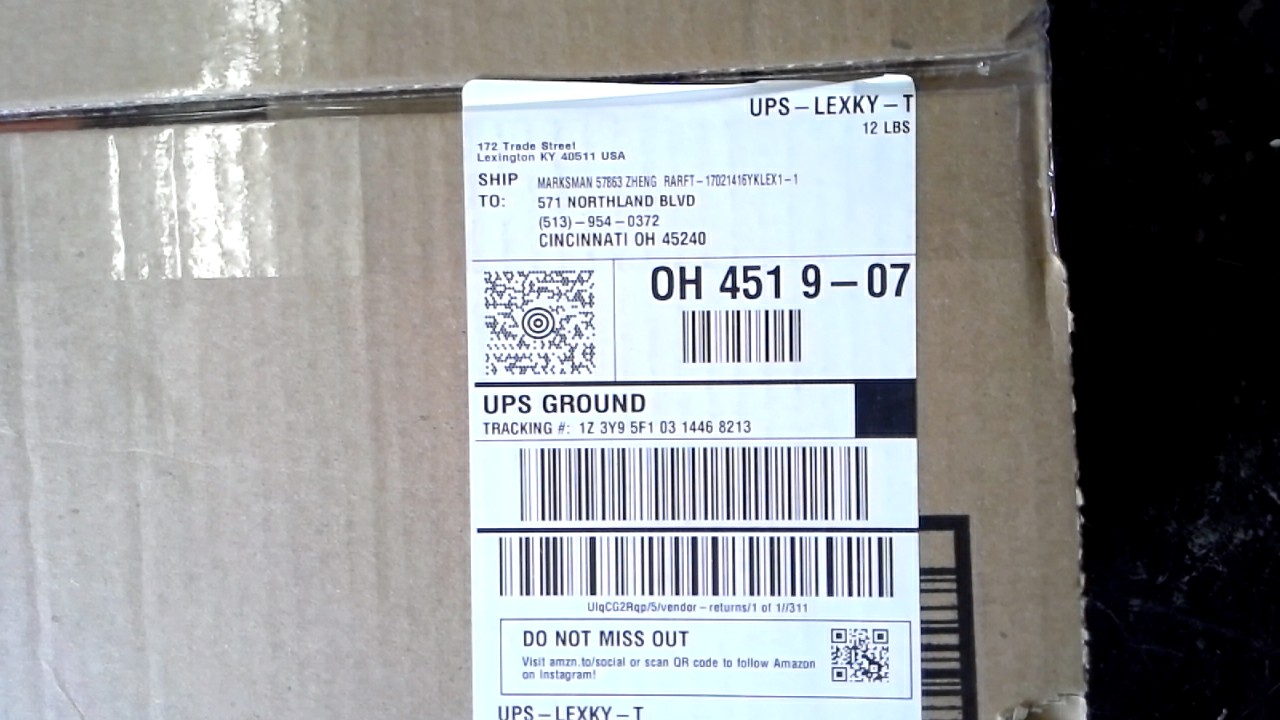 UPS-LEXKY-T
12 LBS
172 Trade Street
Lexington KY 40511 USA
SHIP TO: MARKSMAN 57863 ZHENG RARFT-17021416YKLEX1-1
571 NORTHLAND BLVD
(513)-954-0372
CINCINNATI OH 45240
OH 451 9-07
UPS GROUND
TRACKING #: 1Z 3Y9 5F1 03 1446 8213
UIqCG2Rqp/5/vendor-returns/1 of 1//311
DO NOT MISS OUT
Visit amzn.to/social or scan QR code to follow Amazon
on Instagram!
UPS-LEXKY-T